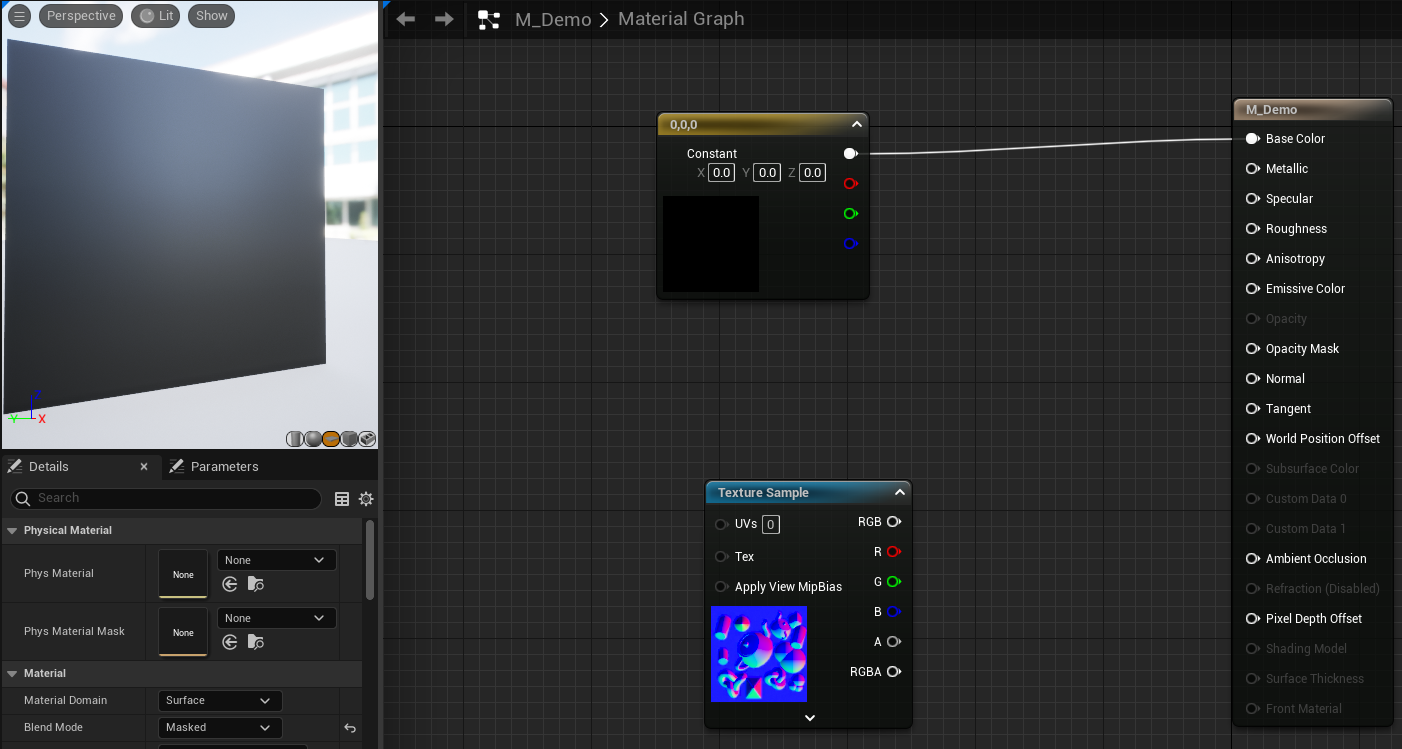 Perspective
Lit
Show
M_Demo > Material Graph
0,0,0
Constant
X 0.0 Y 0.0 Z 0.0
M_Demo
Base Color
Metallic
Specular
Roughness
Anisotropy
Emissive Color
Opacity
Opacity Mask
Normal
Tangent
World Position Offset
Subsurface Color
Custom Data 0
Custom Data 1
Ambient Occlusion
Refraction (Disabled)
Pixel Depth Offset
Shading Model
Surface Thickness
Front Material
Texture Sample
UVs 0
RGB
Tex
R
Apply View MipBias
G
B
A
RGBA
Z
Y
X
Details
Parameters
Search
Physical Material
Phys Material
None
None
Phys Material Mask
None
None
Material
Material Domain
Surface
Blend Mode
Masked